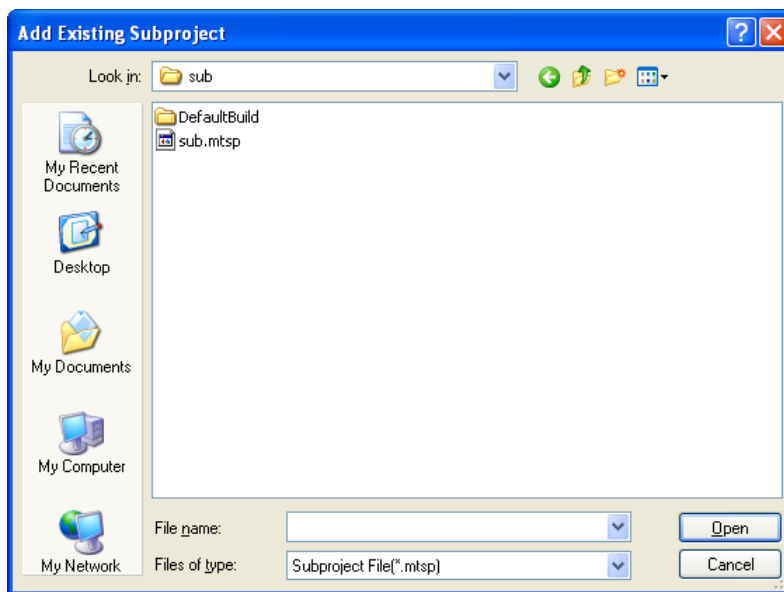 Add Existing Subproject
Look in:
sub
DefaultBuild
sub.mtsp
My Recent
Documents
Desktop
My Documents
My Computer
My Network
File name:
Open
Files of type:
Subproject File(*.mtsp)
Cancel